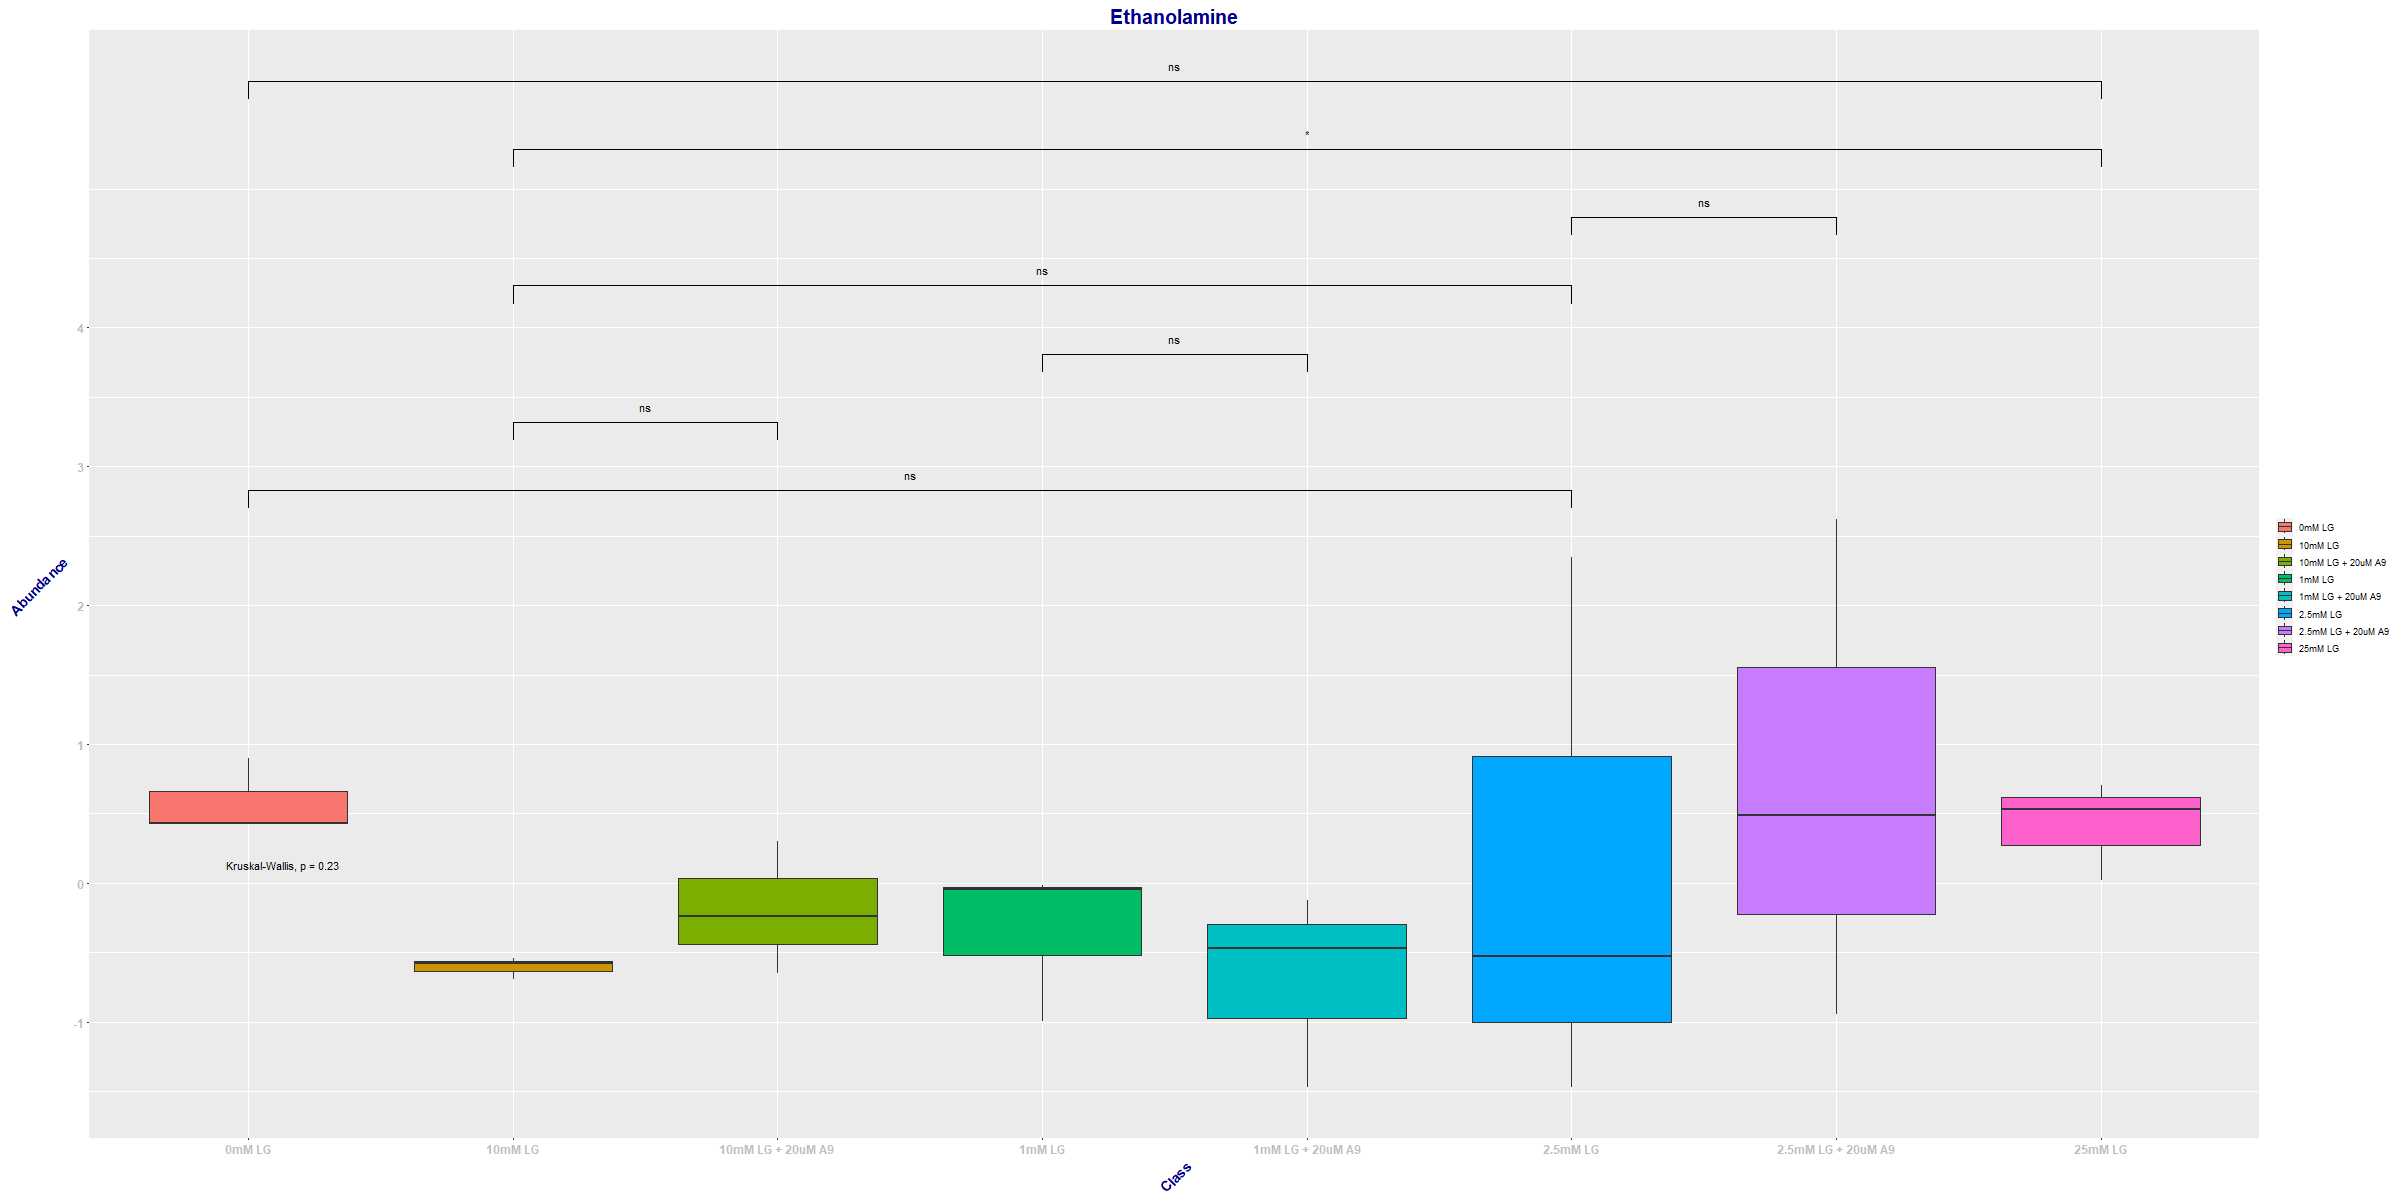 Ethanolamine
ns
*
ns
ns
ns
ns
ns
4
3
2
1
0
-1
Abundance
Kruskal-Wallis, p = 0.23
0mM LG
10mM LG
10mM LG + 20uM A9
1mM LG
1mM LG + 20uM A9
2.5mM LG
2.5mM LG + 20uM A9
25mM LG
Class
0mM LG
10mM LG
10mM LG + 20uM A9
1mM LG
1mM LG + 20uM A9
2.5mM LG
2.5mM LG + 20uM A9
25mM LG